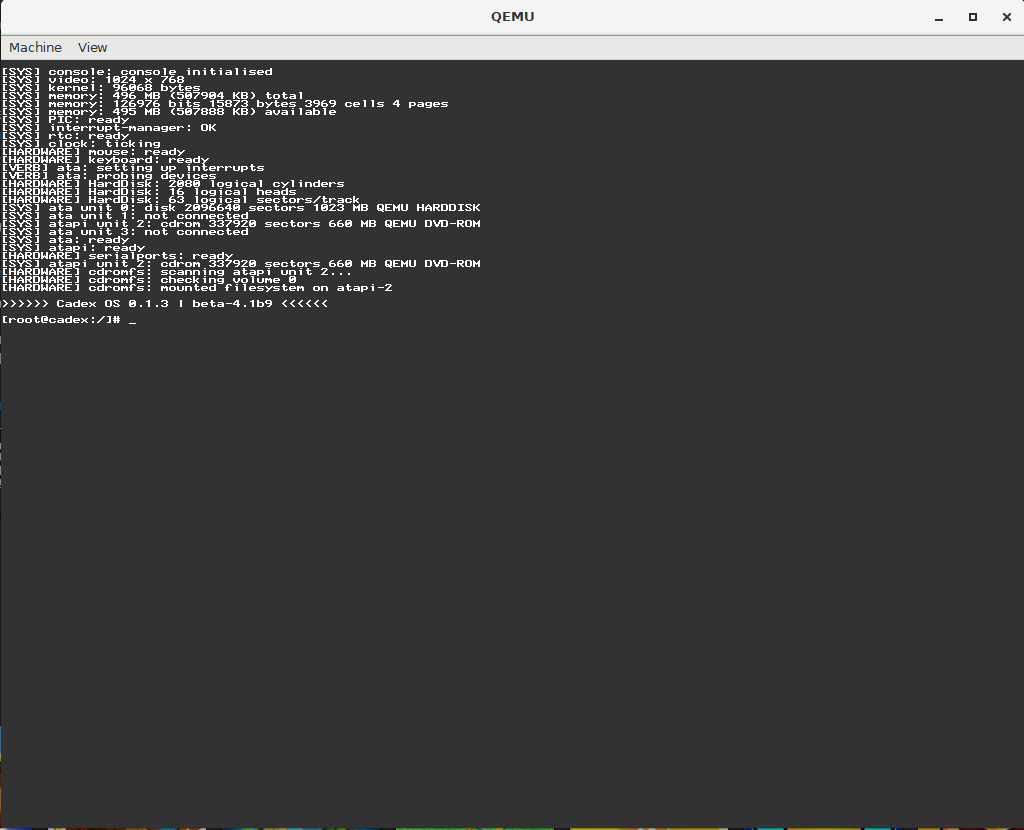 QEMU
Machine View
[SYS] console: console initialised
[SYS] video: 1024 x 768
[SYS] kernel: 96068 bytes
[SYS] memory: 496 MB (507904 KB) total
[SYS] memory: 126976 bits 15873 bytes 3969 cells 4 pages
[SYS] memory: 495 MB (507888 KB) available
[SYS] PIC: ready
[SYS] interrupt-manager: OK
[SYS] rtc: ready
[SYS] clock: ticking
[HARDWARE] mouse: ready
[HARDWARE] keyboard: ready
[VERB] ata: setting up interrupts
[VERB] ata: probing devices
[HARDWARE] HardDisk: 2080 logical cylinders
[HARDWARE] HardDisk: 16 logical heads
[HARDWARE] HardDisk: 63 logical sectors/track
[SYS] ata unit 0: disk 2096640 sectors 1023 MB QEMU HARDDISK
[SYS] ata unit 1: not connected
[SYS] atapi unit 2: cdrom 337920 sectors 660 MB QEMU DVD-ROM
[SYS] ata unit 3: not connected
[SYS] ata: ready
[SYS] atapi: ready
[HARDWARE] serialports: ready
[SYS] atapi unit 2: cdrom 337920 sectors 660 MB QEMU DVD-ROM
[HARDWARE] cdromfs: scanning atapi unit 2...
[HARDWARE] cdromfs: checking volume 0
[HARDWARE] cdromfs: mounted filesystem on atapi-2
>>>>>> Cadex OS 0.1.3 | beta-4.1b9 <<<<<<
[root@cadex:/]# _